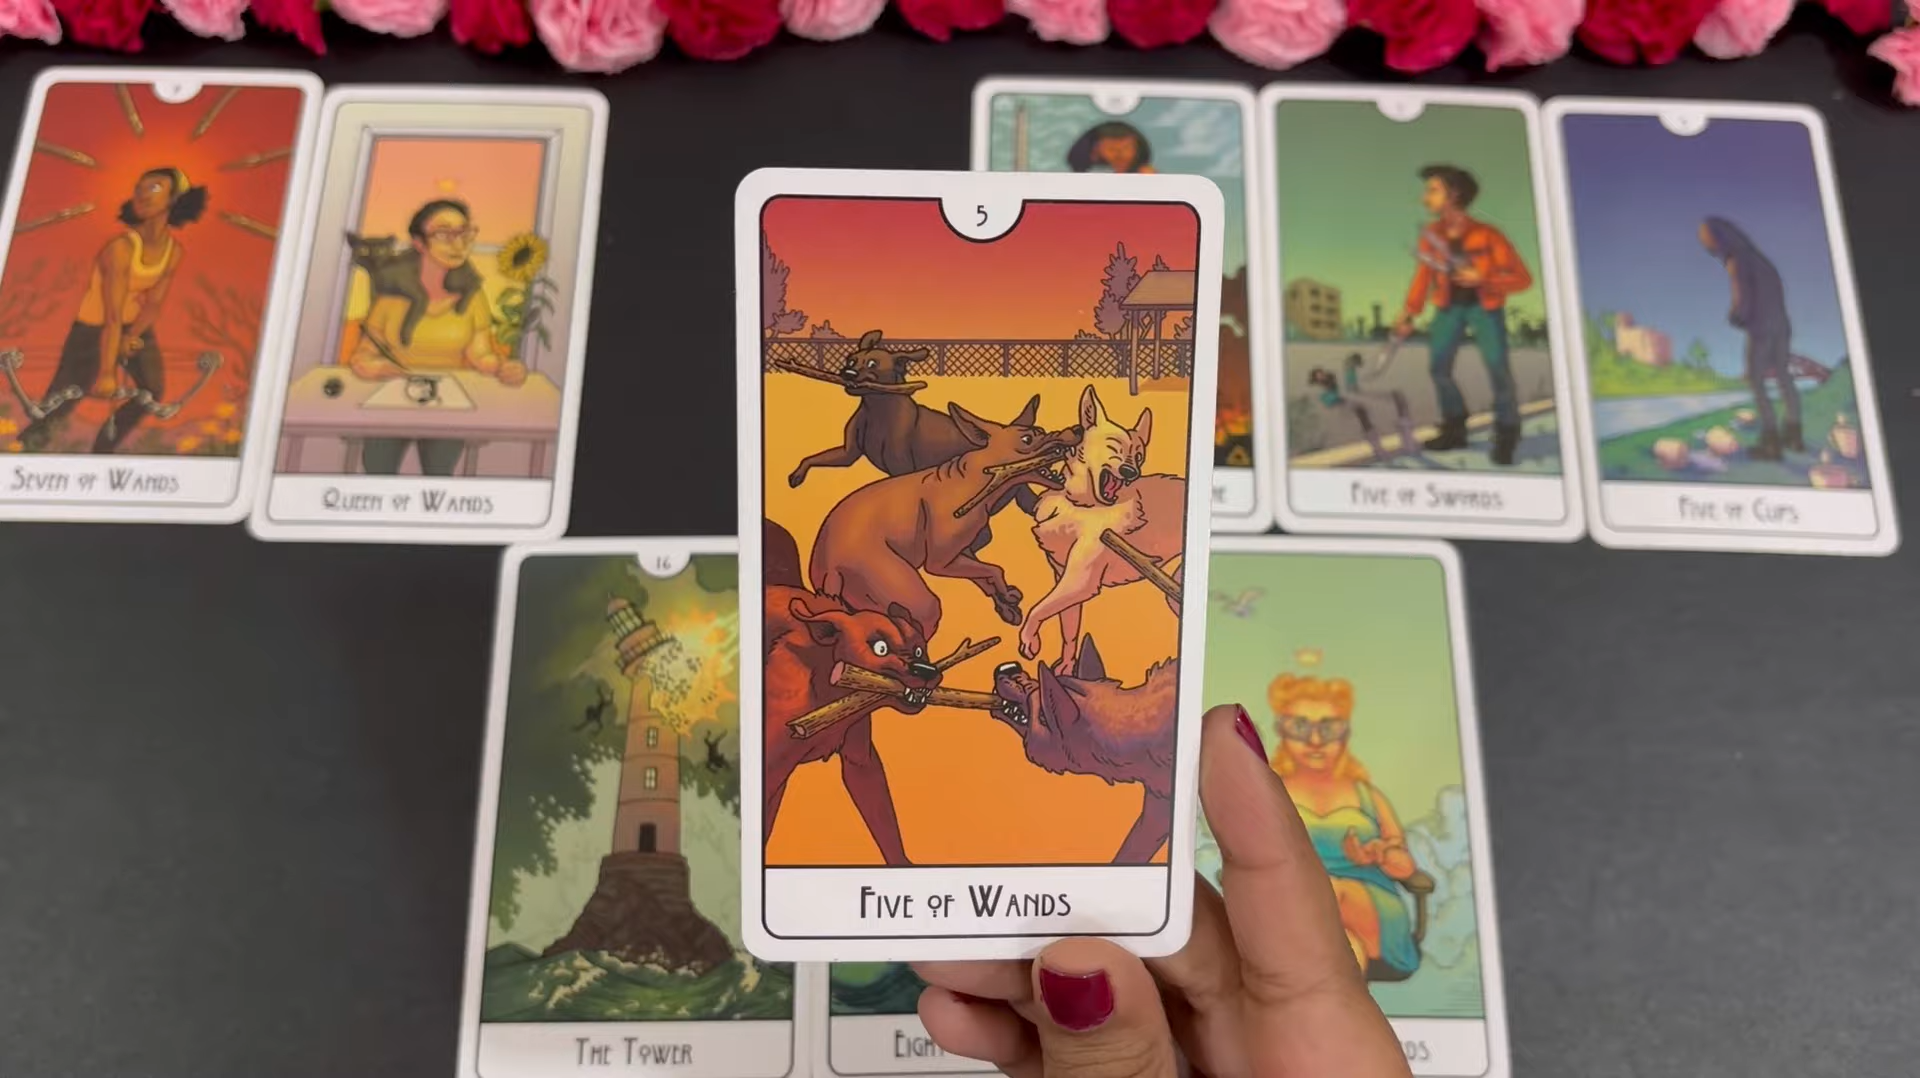 7
SEVEN OF WANDS
QUEEN OF WANDS
5
FIVE OF WANDS
FIVE OF SWORDS
FIVE OF CUPS
16
THE TOWER